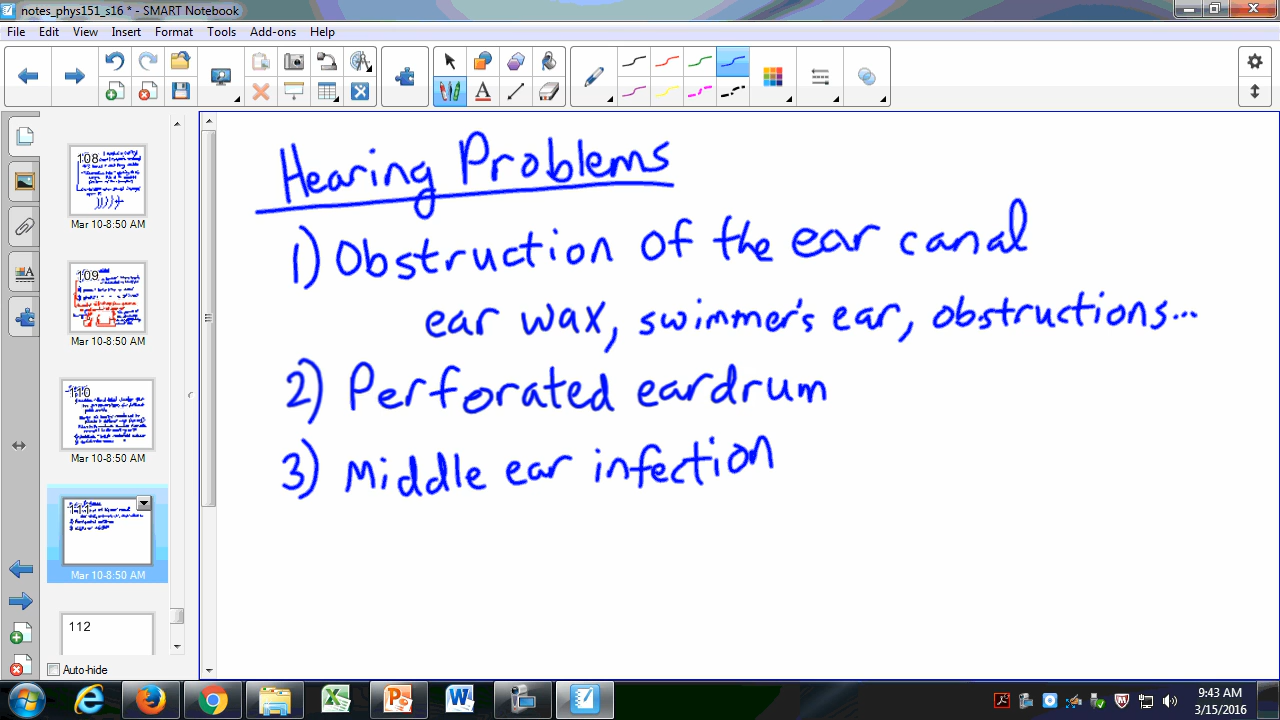 notes_phys151_s16 * - SMART Notebook
File Edit View Insert Format Tools Add-ons Help
Hearing Problems
1) Obstruction of the ear canal
ear wax, swimmer's ear, obstructions...
2) Perforated eardrum
3) Middle ear infection
108
Mar 10-8:50 AM
109
Mar 10-8:50 AM
110
Mar 10-8:50 AM
Mar 10-8:50 AM
112
Auto-hide
9:43 AM
3/15/2016